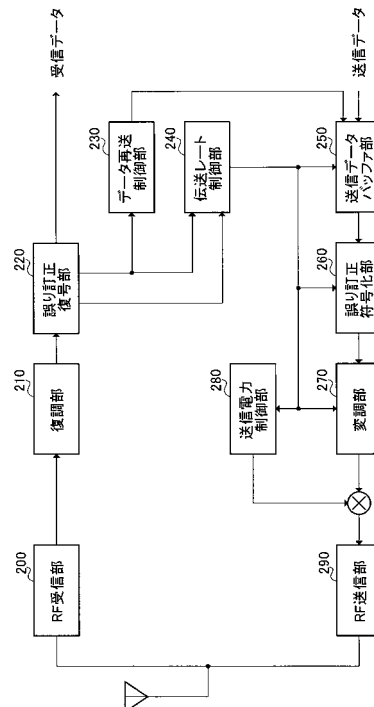 200
RF受信部
210
復調部
220
誤り訂正
復号部
受信データ
230
データ再送
制御部
240
伝送レート
制御部
280
送信電力
制御部
290
RF送信部
270
変調部
260
誤り訂正
符号化部
250
送信データ
バッファ部
送信データ